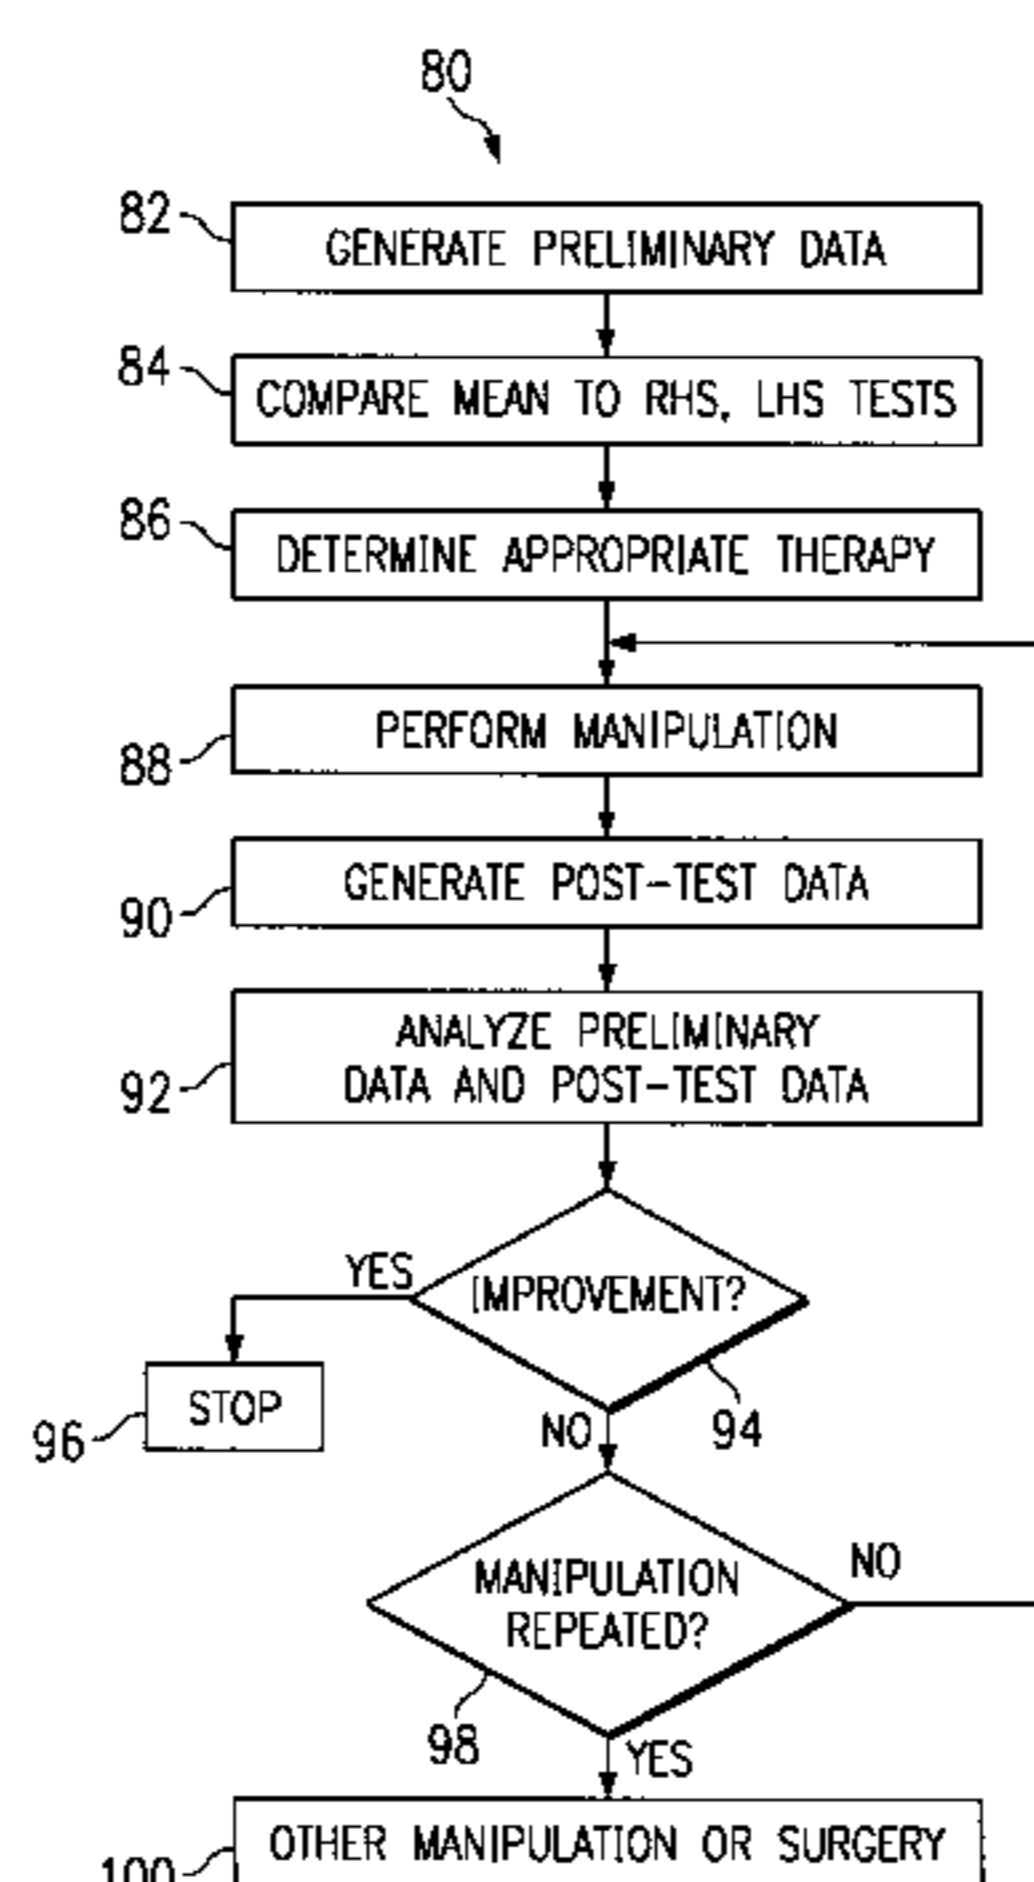 80
82
GENERATE PRELIMINARY DATA
84
COMPARE MEAN TO RHS, LHS TESTS
86
DETERMINE APPROPRIATE THERAPY
PERFORM MANIPULATION
88
GENERATE POST-TEST DATA
90
ANALYZE PRELIMINARY
DATA AND POST-TEST DATA
92
YES
IMPROVEMENT?
STOP
96
NO
94
NO
MANIPULATION
REPEATED?
98
YES
OTHER MANIPULATION OR SURGERY
100